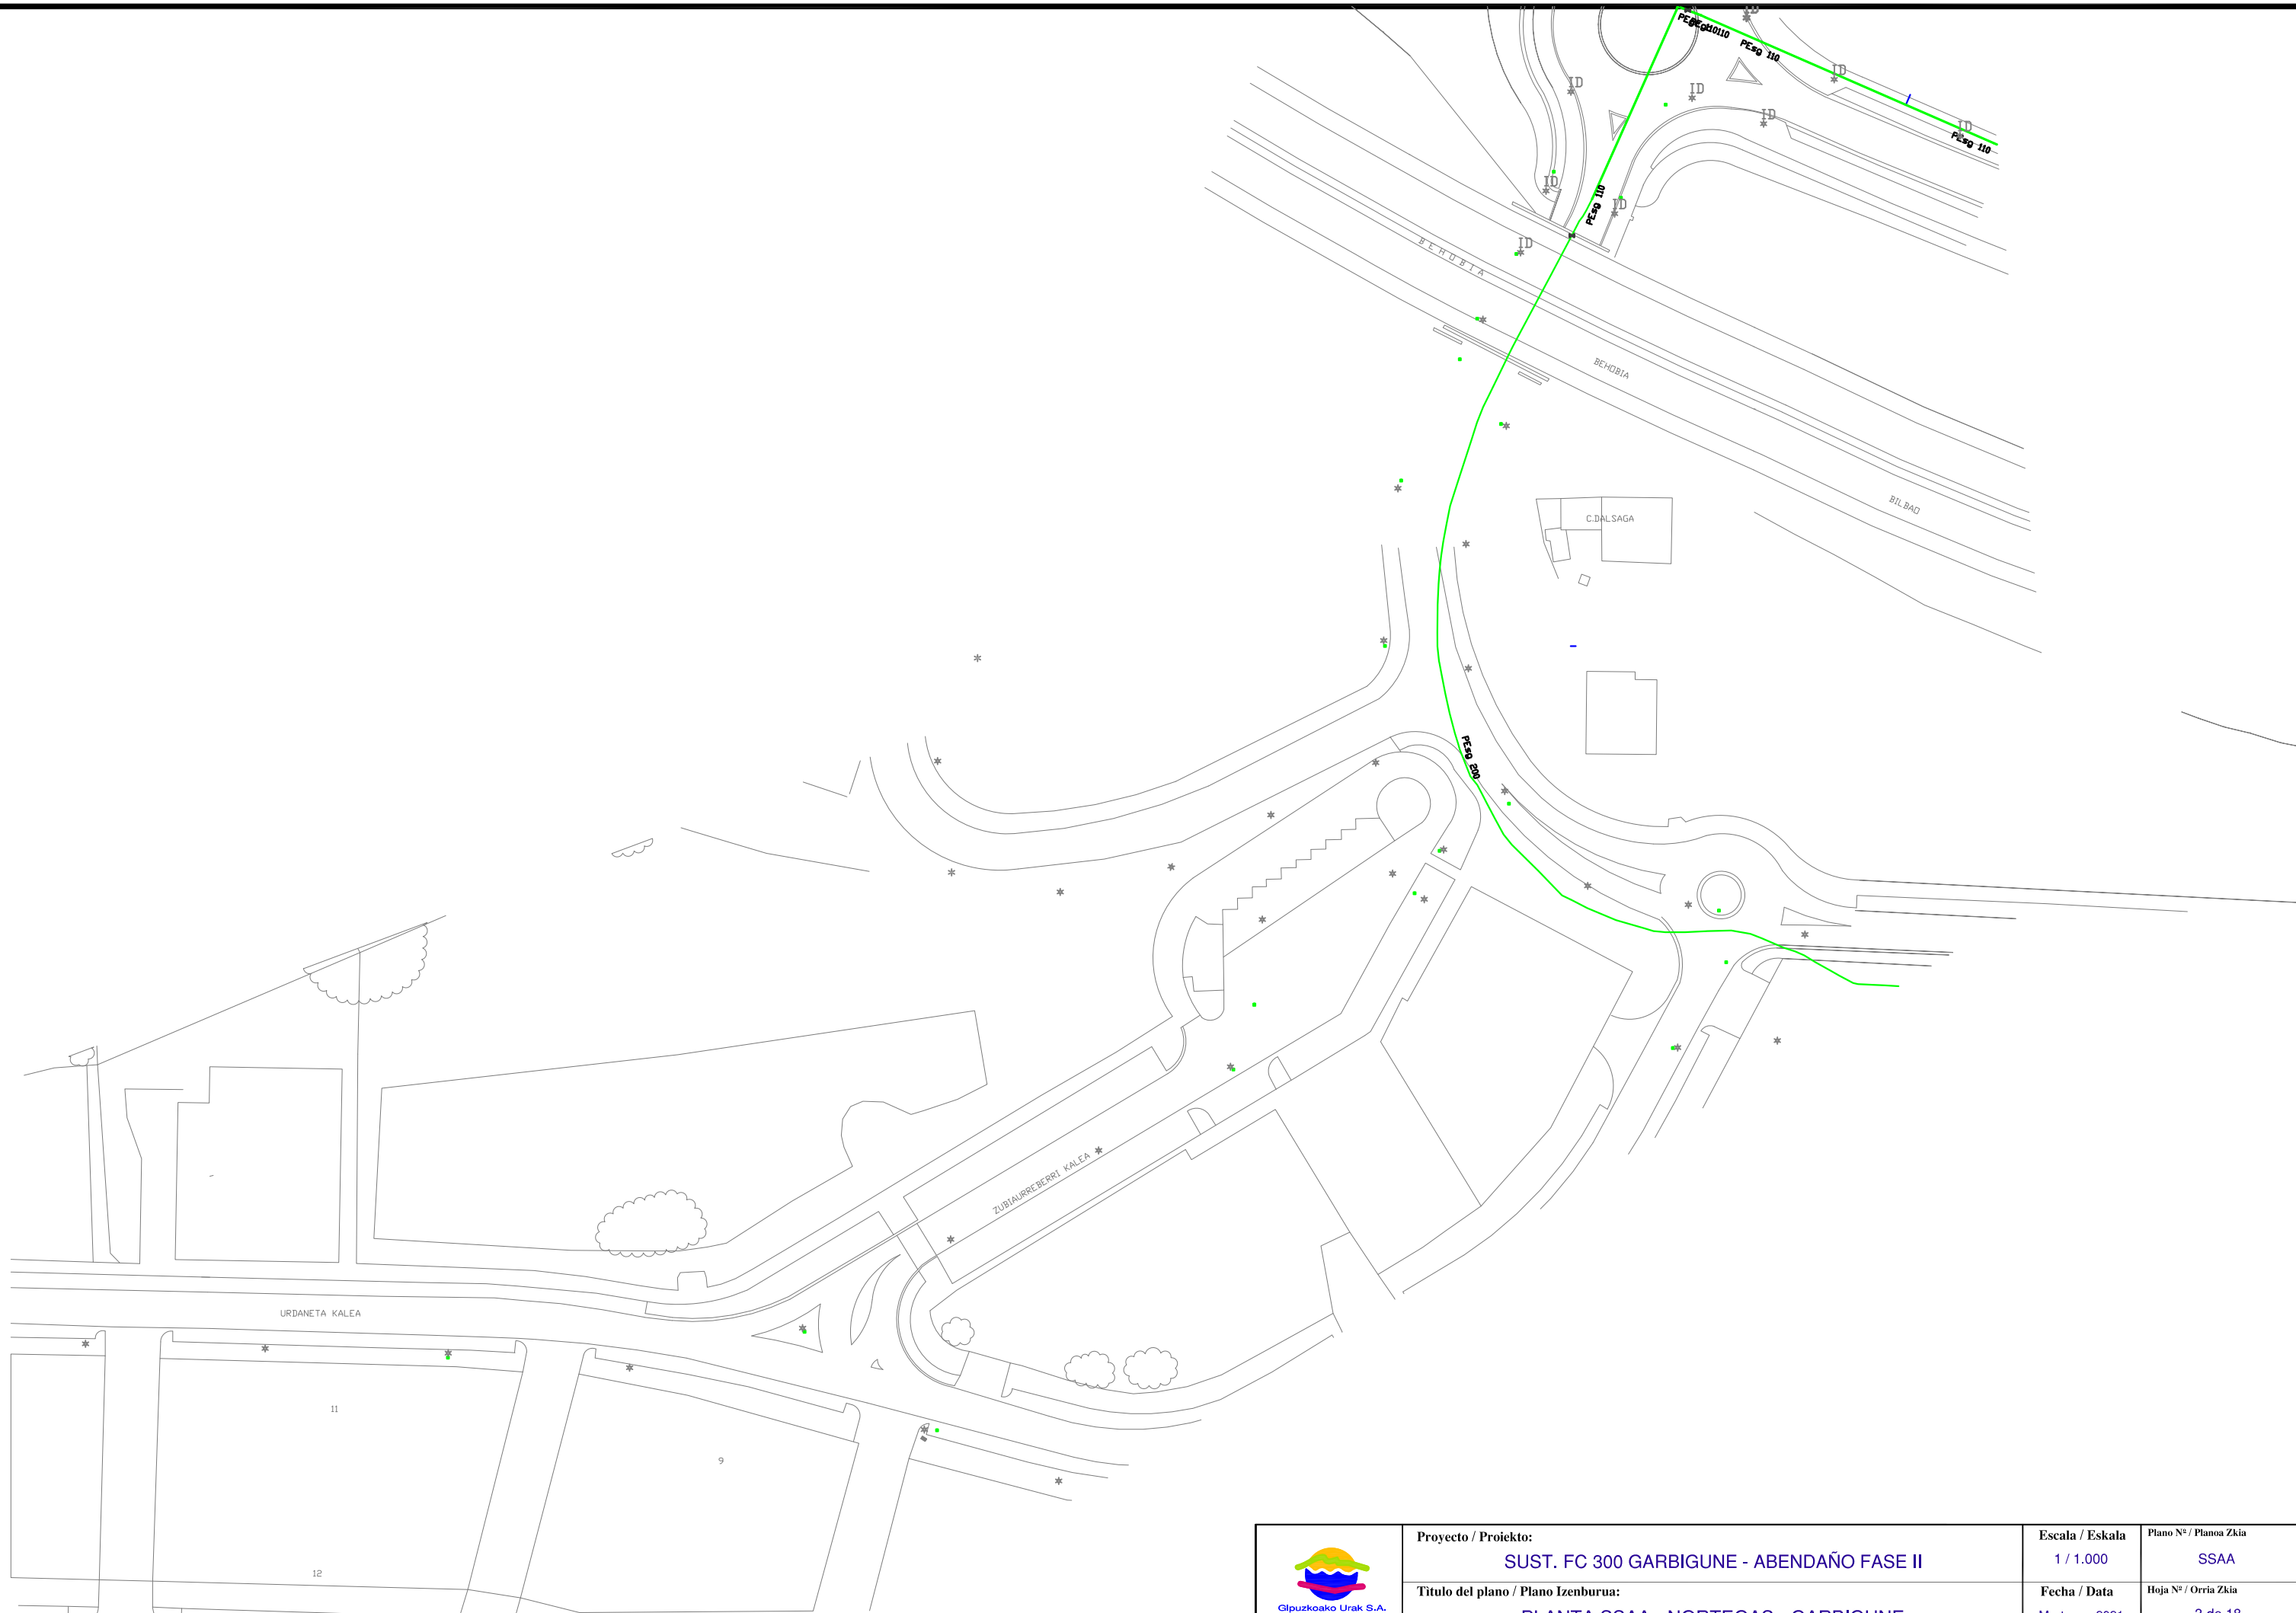 ID
PEsg 110
ID
ID
ID
ID
ID
PEsg 110
ID
PEsg 110
ID
ID
BEHOBIA
BEHOBIA
BILBAO
C.DALSAGA
PEsg 200
ZUBIAURREBERRI KALEA
URDANETA KALEA
11
9
12
Proyecto / Proiekto:
SUST. FC 300 GARBIGUNE - ABENDAÑO FASE II
Escala / Eskala
1 / 1.000
Plano Nº / Planoa Zkia
SSAA
Gipuzkoako Urak S.A.
Título del plano / Plano Izenburua:
Fecha / Data
Hoja Nº / Orria Zkia